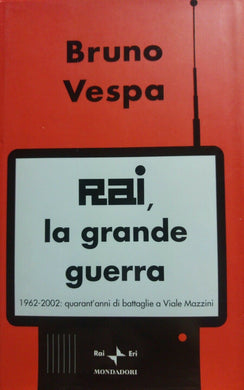 Bruno
Vespa
Rai,
la grande
guerra
1962-2002: quarant'anni di battaglie a Viale Mazzini
Rai Eri
MONDADORI